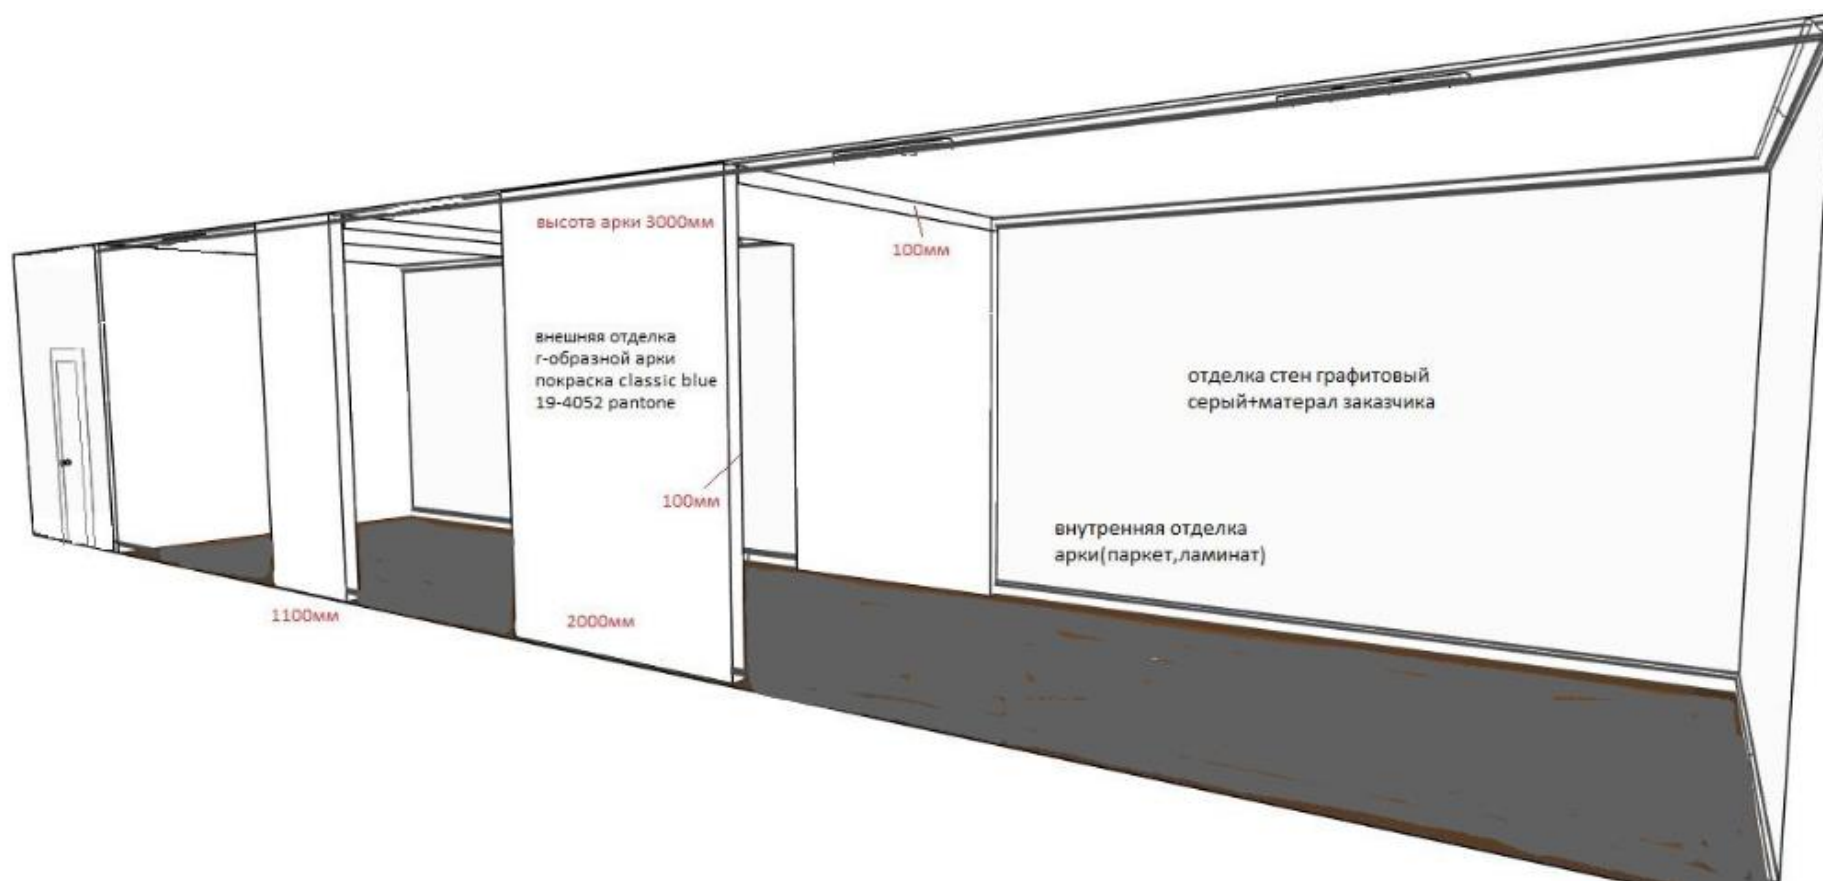 высота арки 3000мм
100мм
внешняя отделка
г-образной арки
покраска classic blue
19-4052 pantone
отделка стен графитовый
серый+матерал заказчика
100мм
внутренняя отделка
арки(паркет,ламинат)
1100мм
2000мм